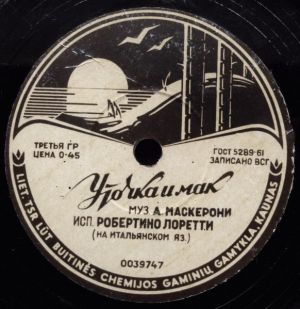 ТРЕТЬЯ ГР
ЦЕНА 0-45
ГОСТ 5289-61
ЗАПИСАНО ВСГ
Уточка и мак
МУЗ. А. МАСКЕРОНИ
ИСП. РОБЕРТИНО ЛОРЕТТИ
(НА ИТАЛЬЯНСКОМ ЯЗ.)
0039747
LIET. TSR LŪT BUITINĖS CHEMIJOS GAMINIŲ GAMYKLA. KAUNAS